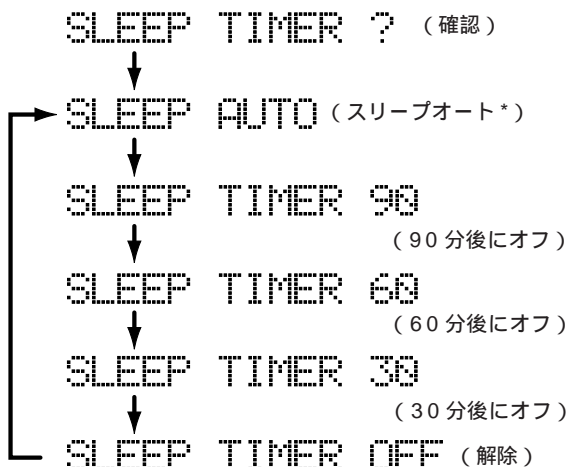 SLEEP TIMER ? (確認)
SLEEP AUTO (スリープオート*)
SLEEP TIMER 90
(90分後にオフ)
SLEEP TIMER 60
(60分後にオフ)
SLEEP TIMER 30
(30分後にオフ)
SLEEP TIMER OFF (解除)